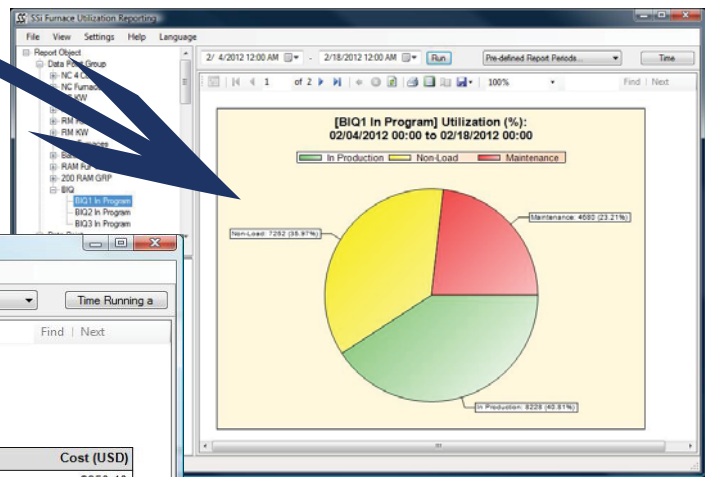 SSi Furnace Utilization Reporting
File View Settings Help Language
Report Object
Data Point Group
2/ 4/2012 12:00 AM - 2/18/2012 12:00 AM Run Pre-defined Report Periods... Time
1 of 2 100% Find | Next
NC Furnac
KW
RM
RM KW
RAM Fur
200 RAM GRP
BIQ
BIQ1 In Program
BIQ2 In Program
BIQ3 In Program
[BIQ1 In Program] Utilization (%):
02/04/2012 00:00 to 02/18/2012 00:00
In Production Non-Load Maintenance
Maintenance: 4680 (23.21%)
Non-Load: 7252 (35.97%)
In Production: 8228 (40.81%)
Time Running a
Find | Next
Cost (USD)